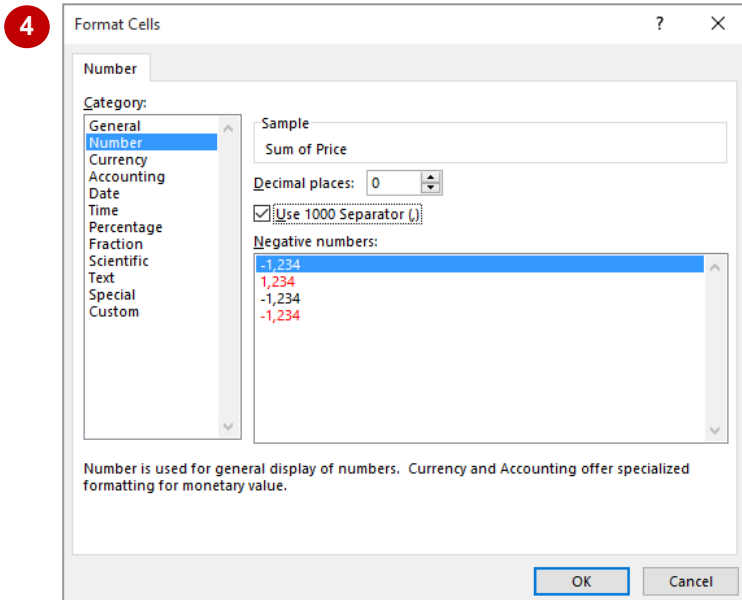 4
Format Cells
?
Number
Category:
General
Number
Currency
Accounting
Date
Time
Percentage
Fraction
Scientific
Text
Special
Custom
Sample
Sum of Price
Decimal places: 0
Use 1000 Separator (,)
Negative numbers:
-1,234
1,234
-1,234
-1,234
Number is used for general display of numbers. Currency and Accounting offer specialized
formatting for monetary value.
OK
Cancel